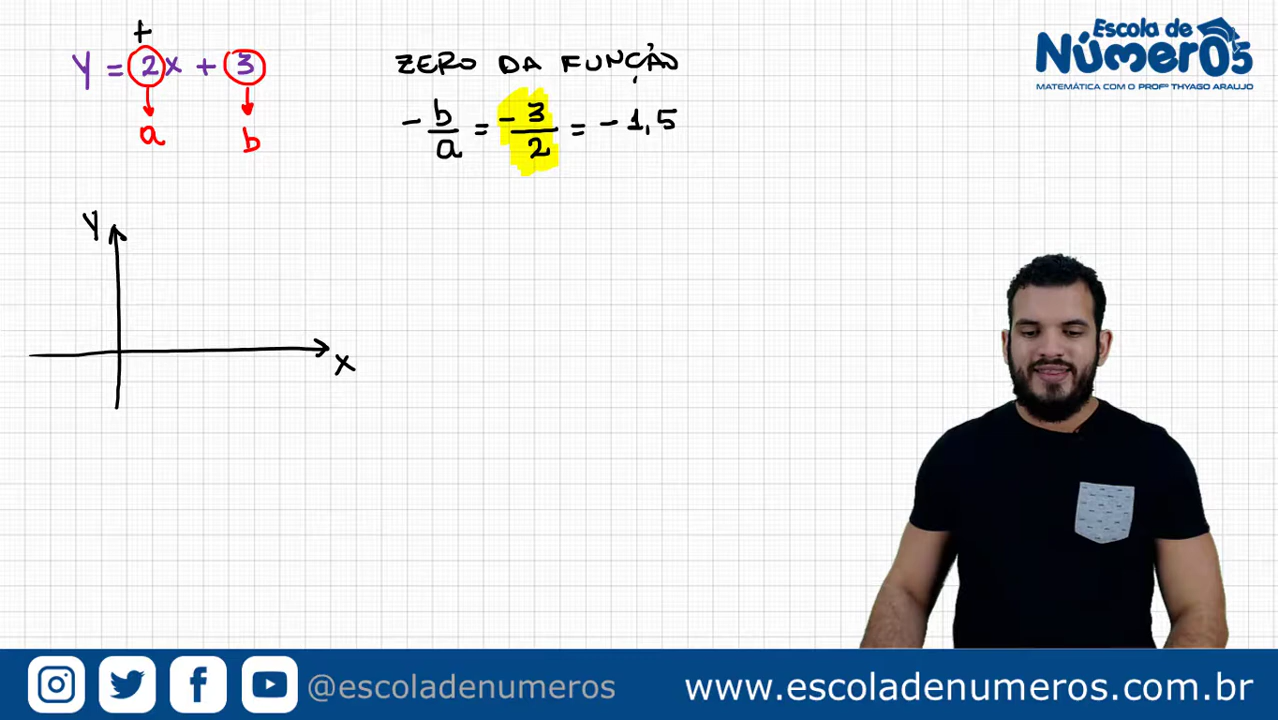 +
y = 2x + 3
a
b
ZERO DA FUNÇÃO
- b/a = -3/2 = -1,5
Y
X
Escola de
NúmerOS
MATEMÁTICA COM O PROFº THYAGO ARAUJO
@escoladenumeros
www.escoladenumeros.com.br